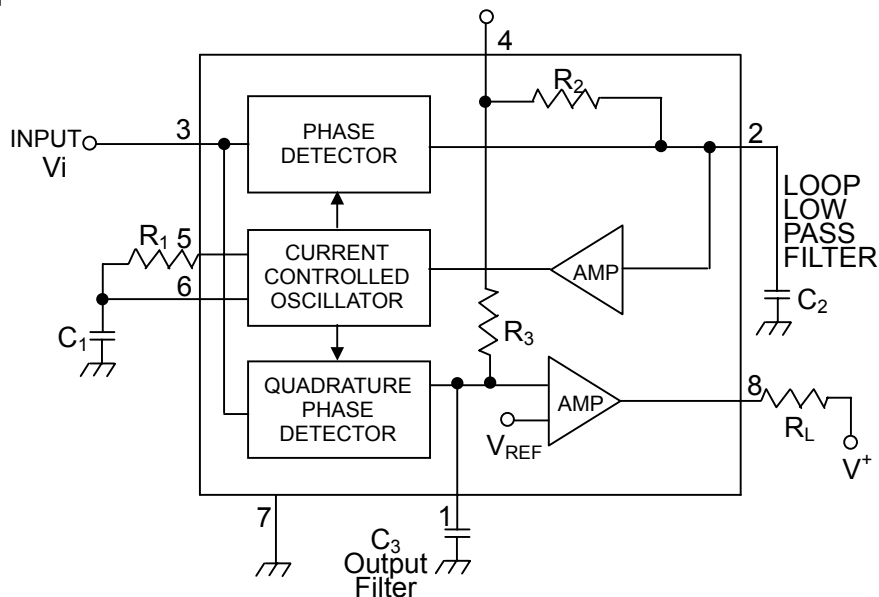 4
R2
INPUT
Vi
3
PHASE
DETECTOR
2
LOOP
LOW
PASS
FILTER
R1
5
6
CURRENT
CONTROLLED
OSCILLATOR
AMP
C1
C2
R3
QUADRATURE
PHASE
DETECTOR
AMP
VREF
8
RL
V+
7
1
C3
Output
Filter